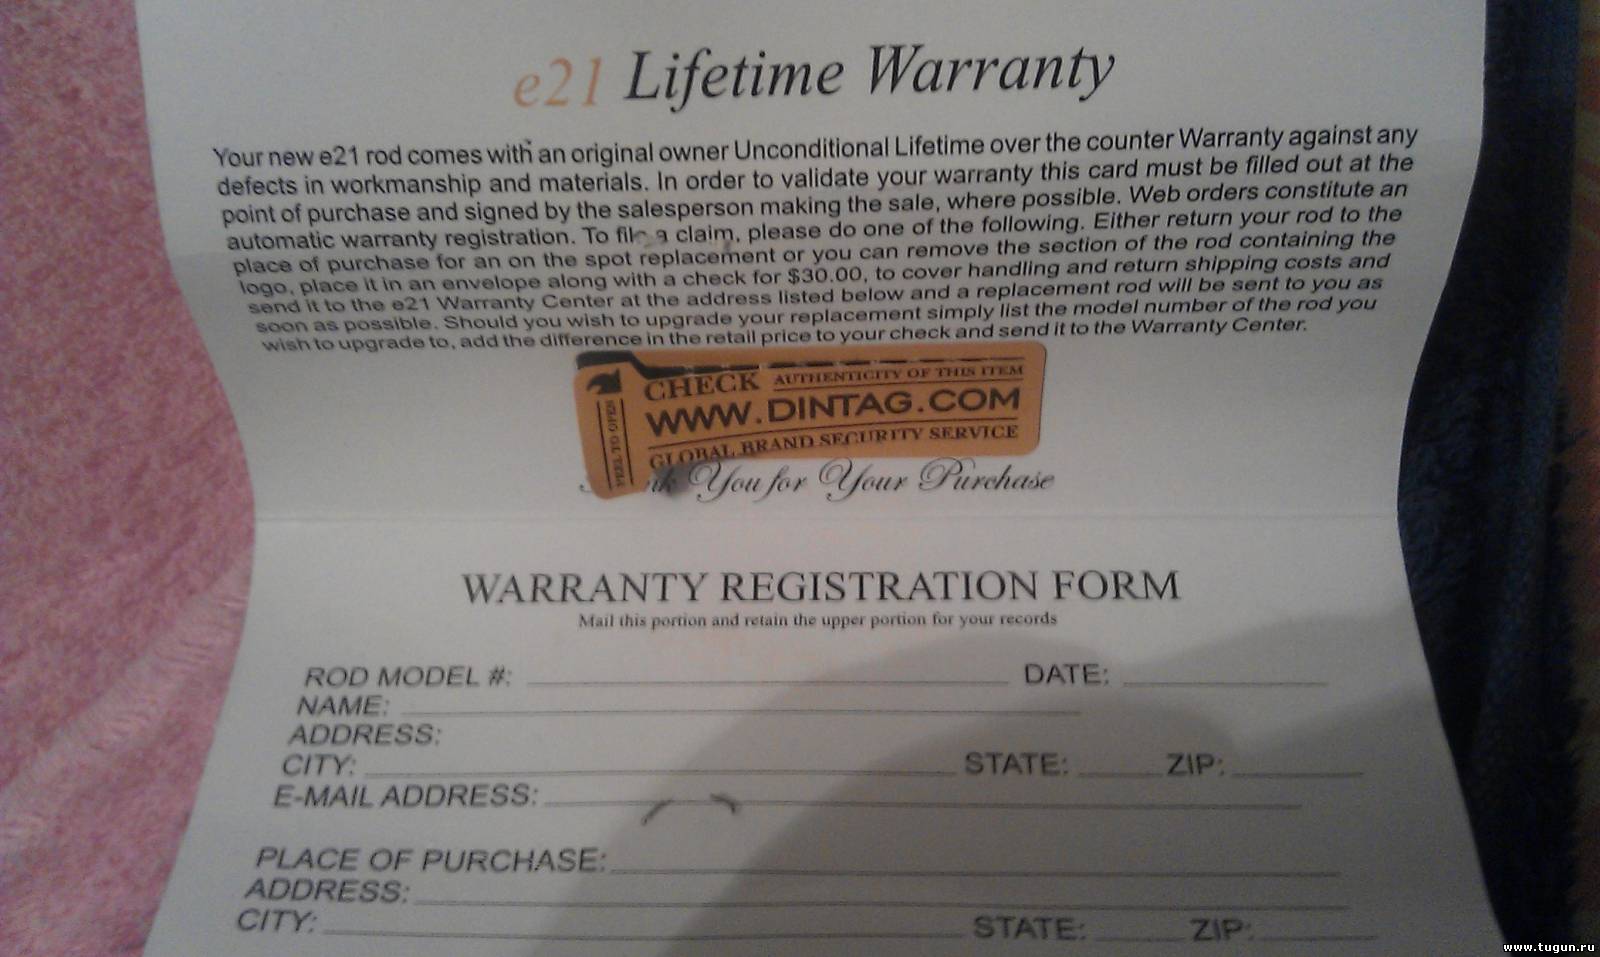 e21 Lifetime Warranty
Your new e21 rod comes with an original owner Unconditional Lifetime over the counter Warranty against any
defects in workmanship and materials. In order to validate your warranty this card must be filled out at the
point of purchase and signed by the salesperson making the sale, where possible. Web orders constitute an
automatic warranty registration. To file a claim, please do one of the following. Either return your rod to the
place of purchase for an on the spot replacement or you can remove the section of the rod containing the
logo, place it in an envelope along with a check for $30.00, to cover handling and return shipping costs and
send it to the e21 Warranty Center at the address listed below and a replacement rod will be sent to you as
soon as possible. Should you wish to upgrade your replacement simply list the model number of the rod you
wish to upgrade to, add the difference in the retail price to your check and send it to the Warranty Center.
PEEL TO OPEN
CHECK AUTHENTICITY OF THIS ITEM
WWW.DINTAG.COM
GLOBAL BRAND SECURITY SERVICE
You for Your Purchase
WARRANTY REGISTRATION FORM
Mail this portion and retain the upper portion for your records
ROD MODEL #: DATE:
NAME:
ADDRESS:
CITY: STATE: ZIP:
E-MAIL ADDRESS:
PLACE OF PURCHASE:
ADDRESS:
CITY: STATE: ZIP:
www.tugun.ru